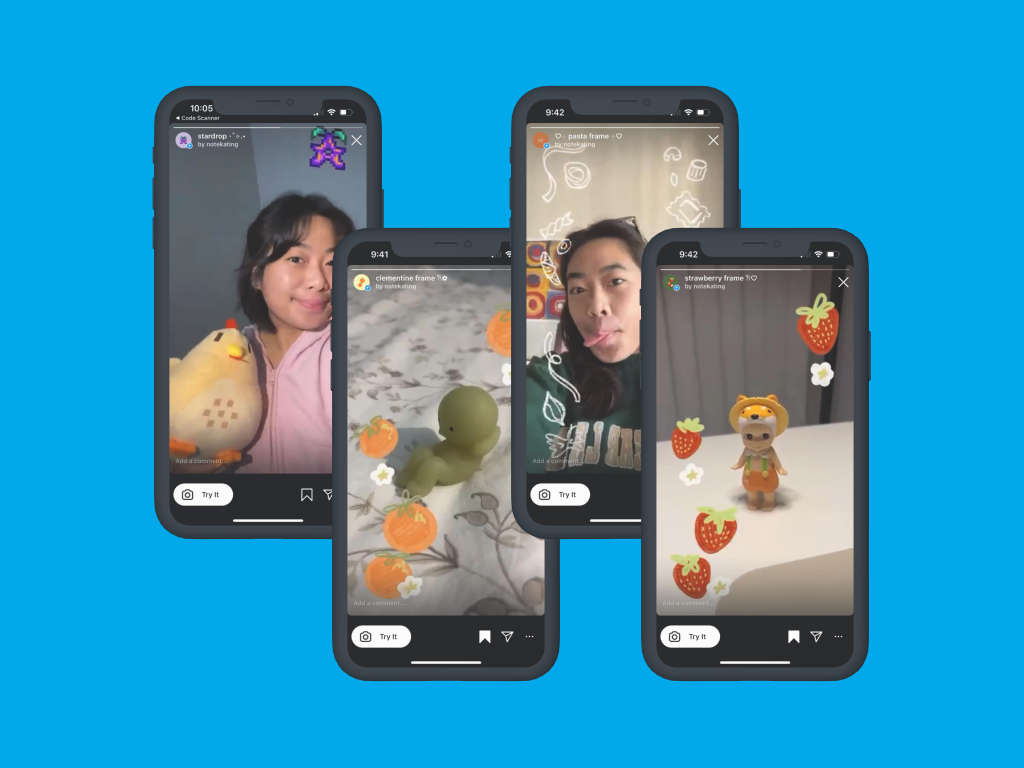 10:05
Code Scanner
stardrop
by notekating
Add a comment...
Try It
9:41
clementine frame
by notekating
Add a comment...
Try It
9:42
pasta frame
by notekating
Add a comment...
Try It
9:42
strawberry frame
by notekating
Add a comment...
Try It